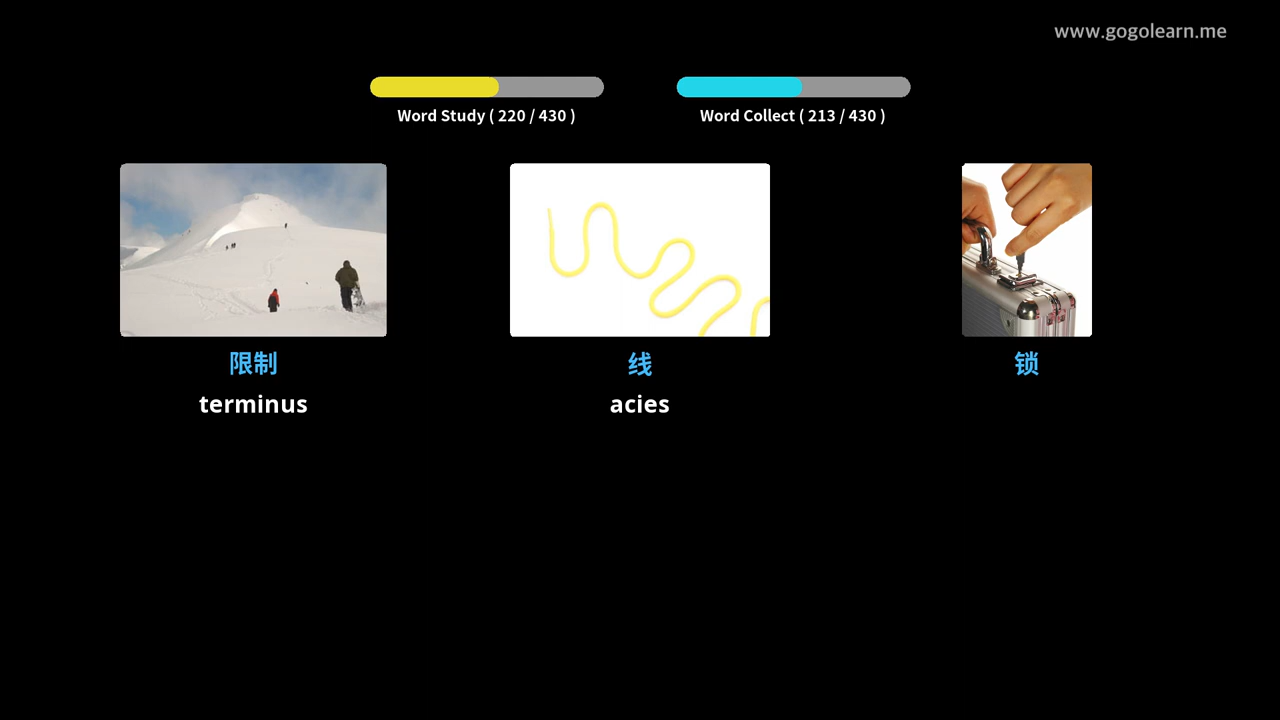 www.gogolearn.me
Word Study ( 220 / 430 )
Word Collect ( 213 / 430 )
限制
terminus
线
acies
锁